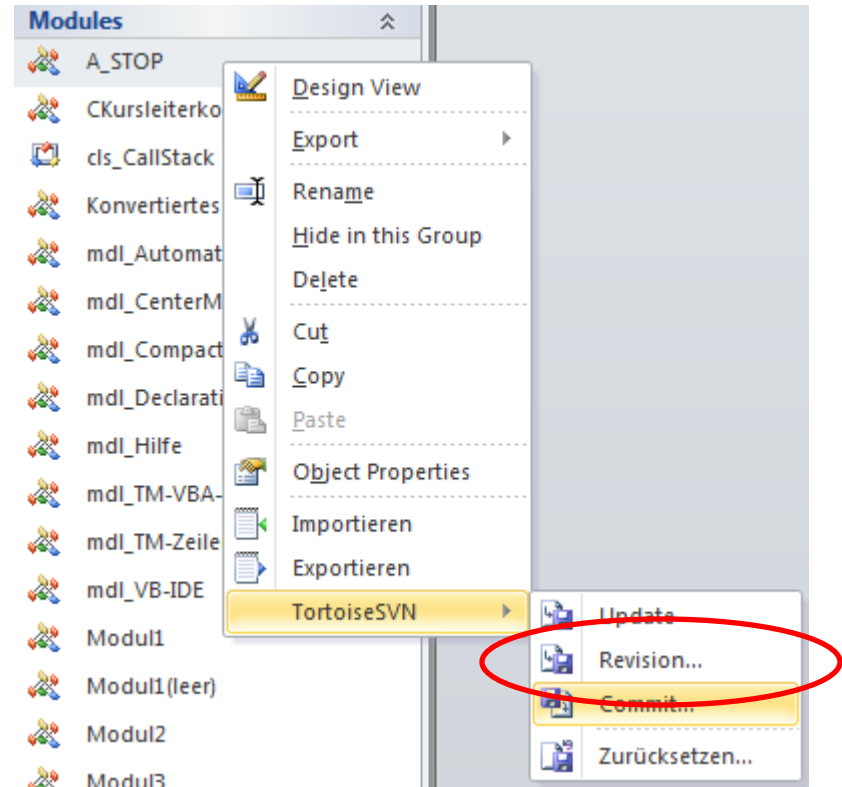 Modules
A_STOP
CKursleiterko
cls_CallStack
Konvertiertes
mdl_Automat
mdl_CenterM
mdl_Compact
mdl_Declarati
mdl_Hilfe
mdl_TM-VBA-
mdl_TM-Zeile
mdl_VB-IDE
Modul1
Modul1(leer)
Modul2
Modul3
Design View
Export
Rename
Hide in this Group
Delete
Cut
Copy
Paste
Object Properties
Importieren
Exportieren
TortoiseSVN
Update
Revision...
Commit...
Zurücksetzen...